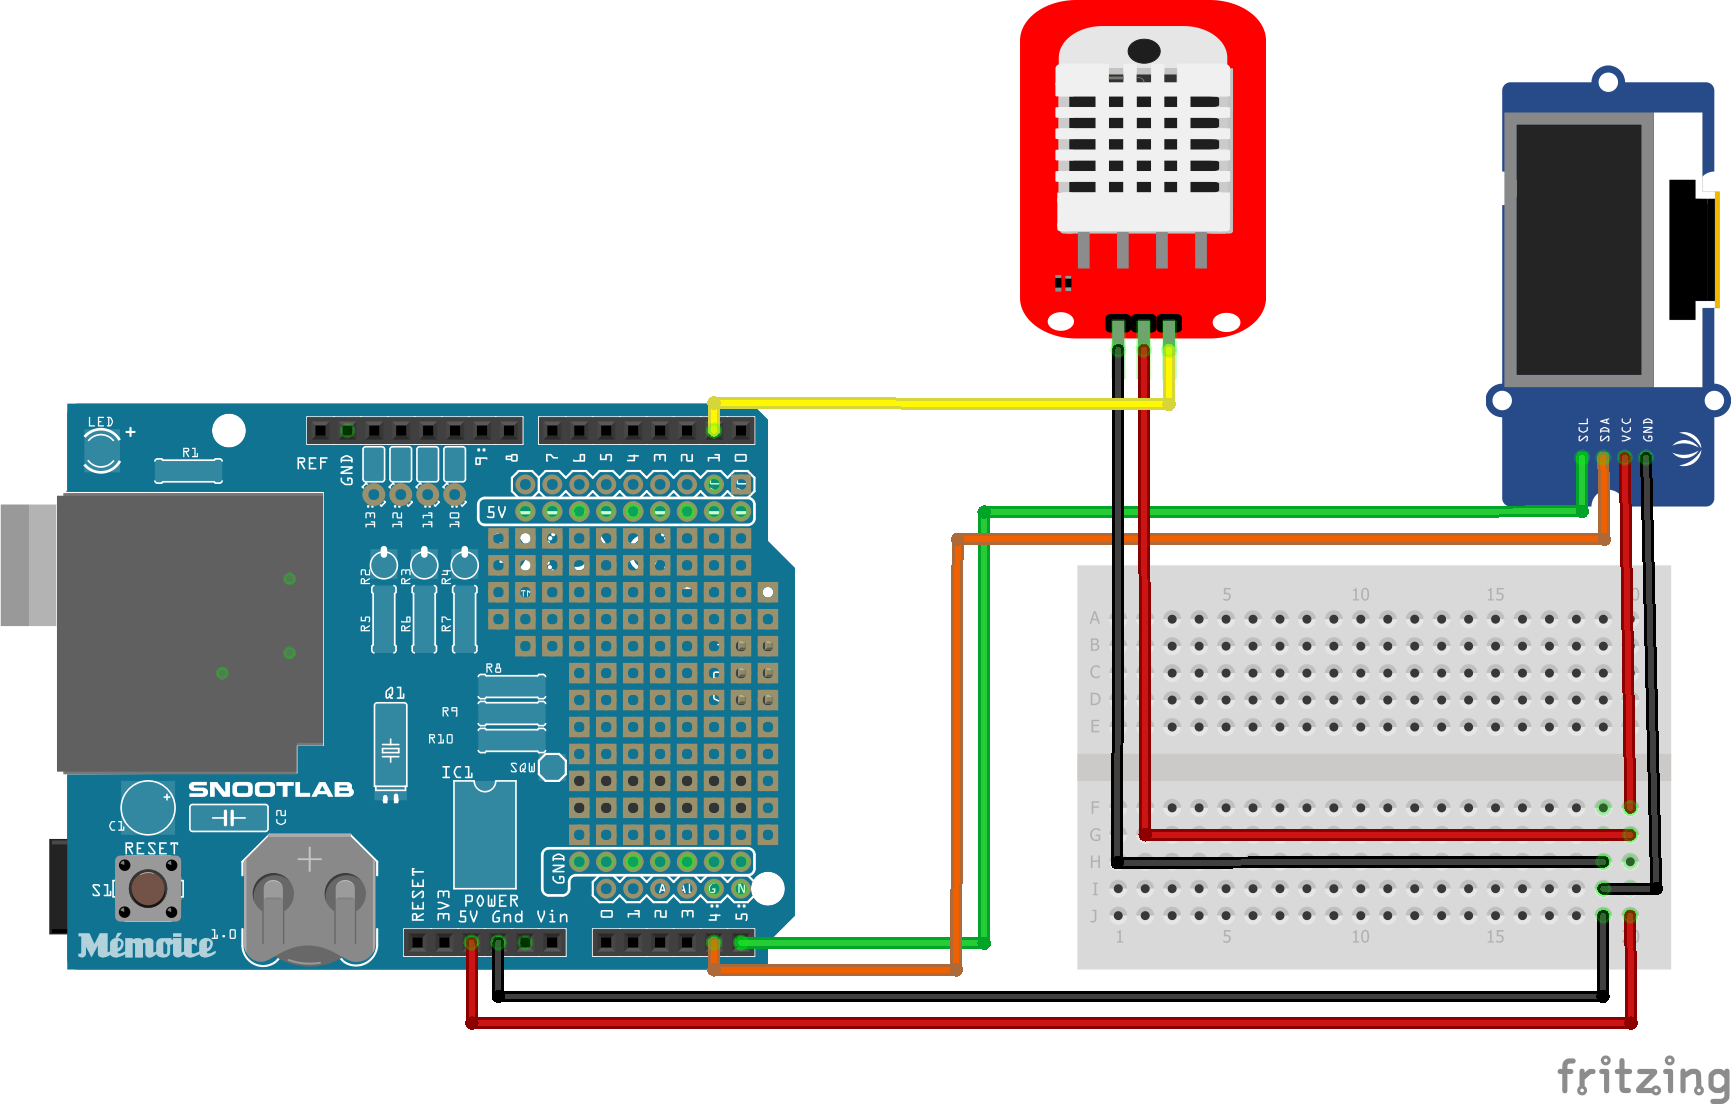 LED
+
R1
REF
GND
13:
12:
11:
10:
9:
8
7
6
5
4
3
2
1
0
5V
R2
R3
R4
R5
R6
R7
R8
R9
R10
Q1
SQW
IC1
SNOOTLAB
C1
+
C2
RESET
S1
1.0
Mémoire
GND
RESET
3V3
POWER
5V Gnd Vin
0
1
2
3
4:
5:
SCL
SDA
VCC
GND
5 10 15
A
B
C
D
E
F
G
H
I
J
1 5 10 15
fritzing